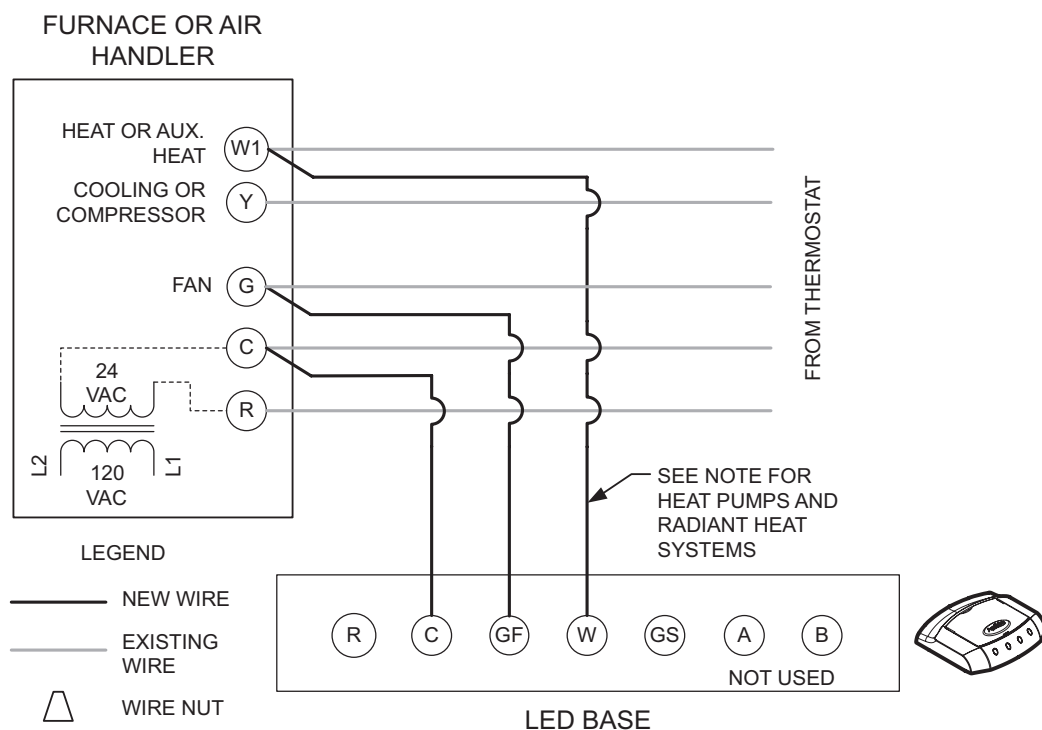 FURNACE OR AIR
HANDLER
HEAT OR AUX.
HEAT
W1
COOLING OR
COMPRESSOR
Y
FAN
G
C
24
VAC
R
L2
120
VAC
L1
FROM THERMOSTAT
SEE NOTE FOR
HEAT PUMPS AND
RADIANT HEAT
SYSTEMS
LEGEND
NEW WIRE
EXISTING
WIRE
WIRE NUT
R
C
GF
W
GS
A
B
NOT USED
LED BASE